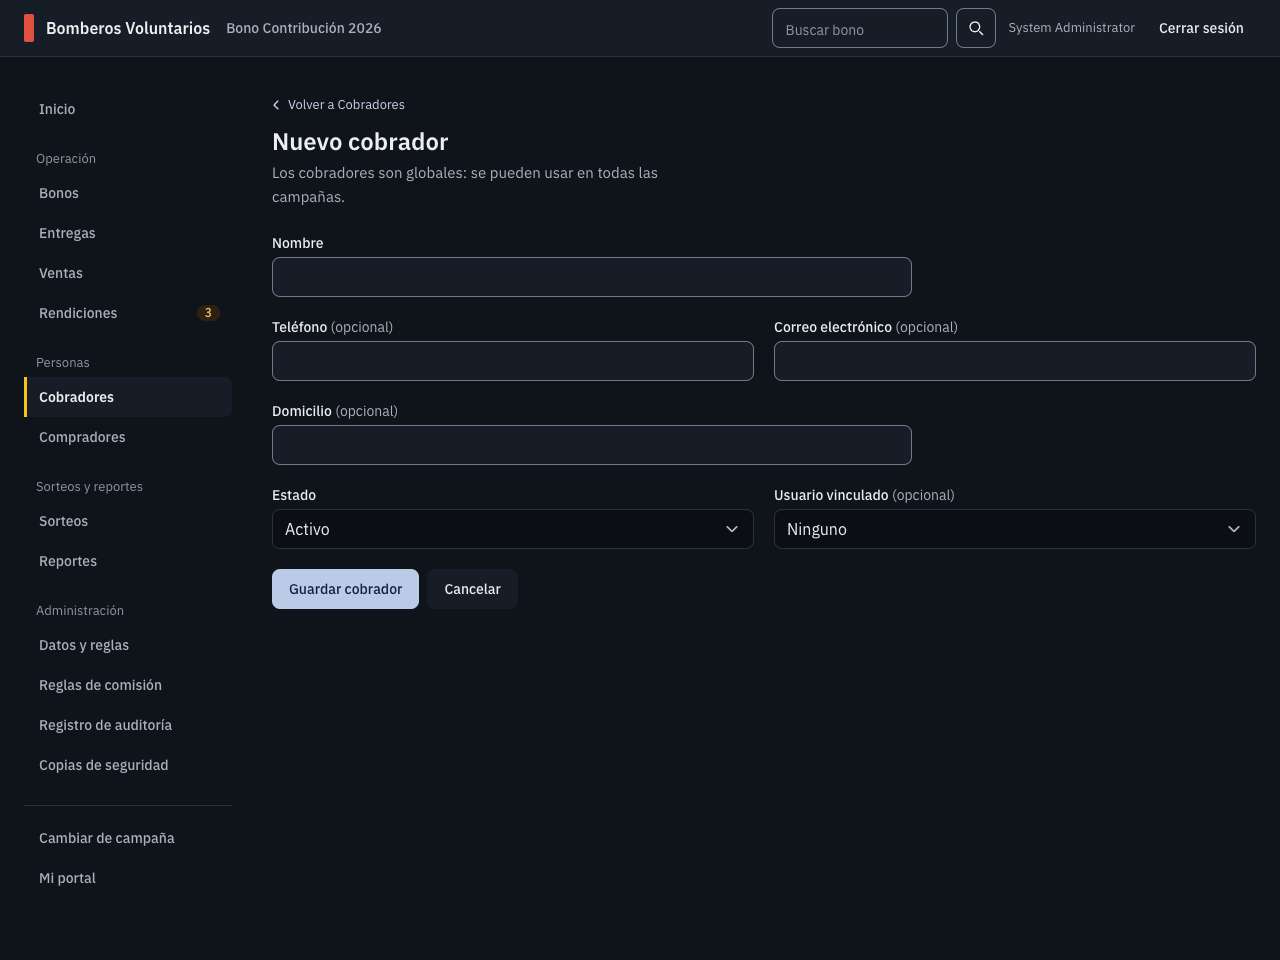 Bomberos Voluntarios
Bono Contribución 2026
Buscar bono
System Administrator
Cerrar sesión
Inicio
Operación
Bonos
Entregas
Ventas
Rendiciones 3
Personas
Cobradores
Compradores
Sorteos y reportes
Sorteos
Reportes
Administración
Datos y reglas
Reglas de comisión
Registro de auditoría
Copias de seguridad
Cambiar de campaña
Mi portal
Volver a Cobradores
Nuevo cobrador
Los cobradores son globales: se pueden usar en todas las
campañas.
Nombre
Teléfono (opcional)
Correo electrónico (opcional)
Domicilio (opcional)
Estado
Activo
Usuario vinculado (opcional)
Ninguno
Guardar cobrador
Cancelar